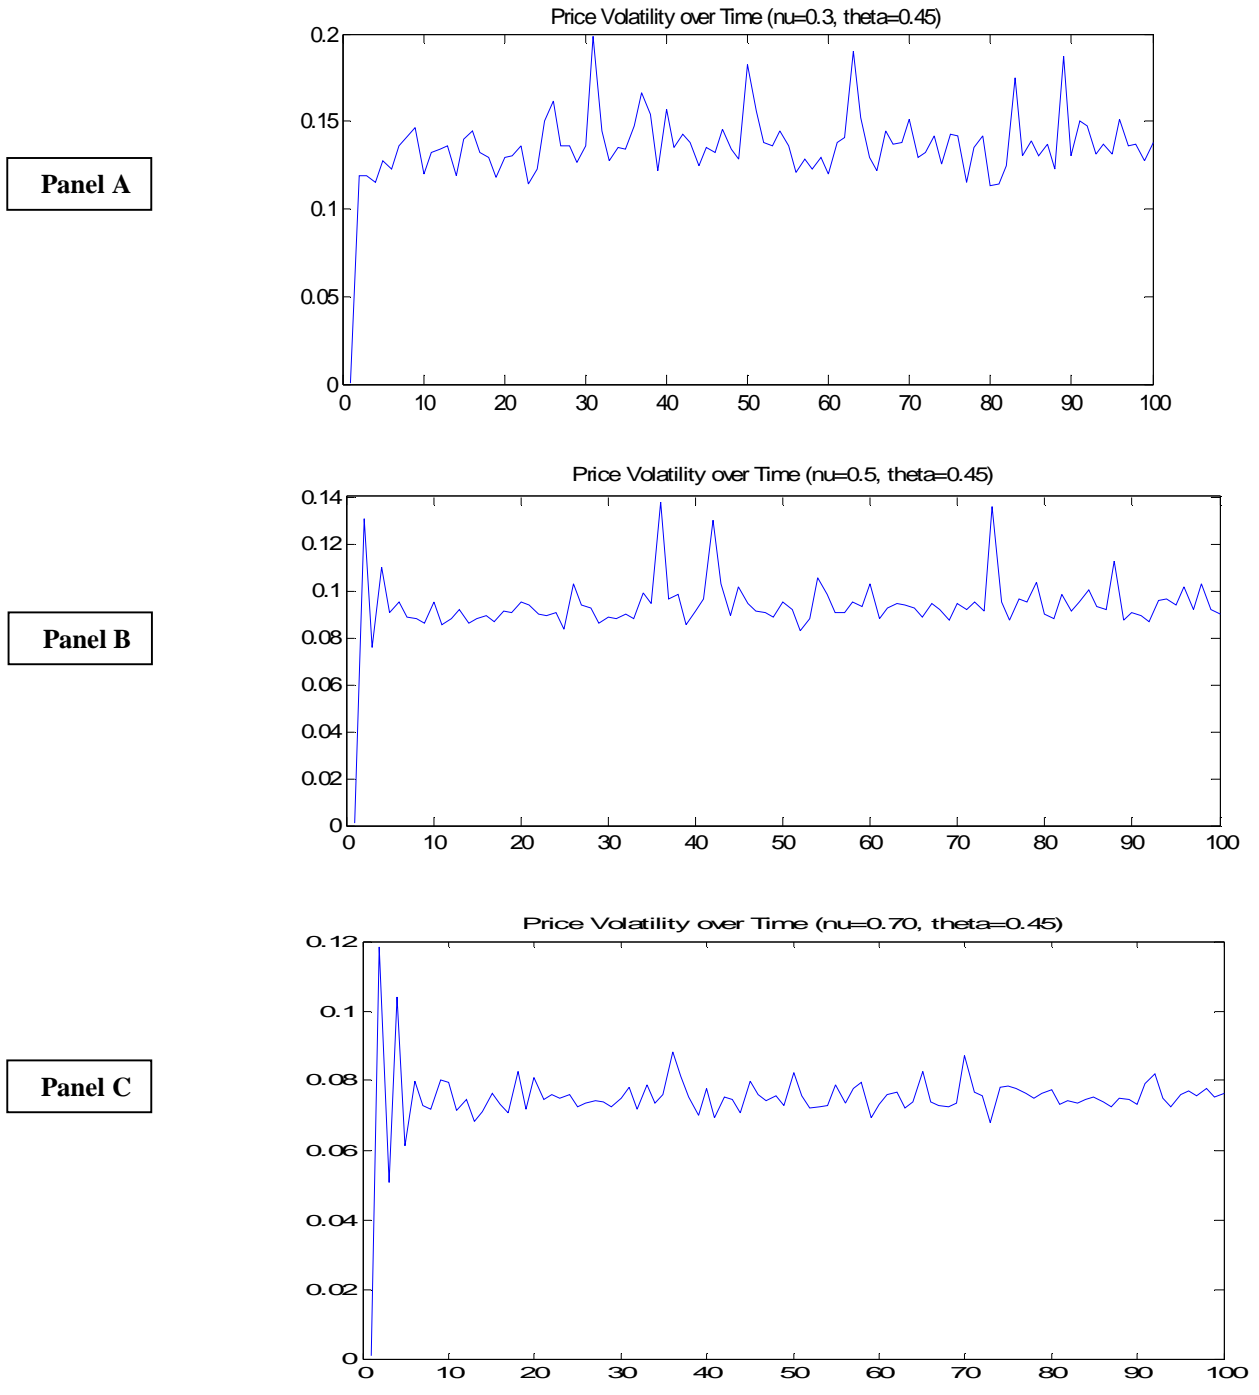 Price Volatility over Time (nu=0.3, theta=0.45)
0.2
0.15
Panel A
0.1
0.05
0
0 10 20 30 40 50 60 70 80 90 100
Price Volatility over Time (nu=0.5, theta=0.45)
0.14
0.12
0.1
0.08
Panel B
0.06
0.04
0.02
0
0 10 20 30 40 50 60 70 80 90 100
Price Volatility over Time (nu=0.70, theta=0.45)
0.12
0.1
0.08
Panel C
0.06
0.04
0.02
0
0 10 20 30 40 50 60 70 80 90 100